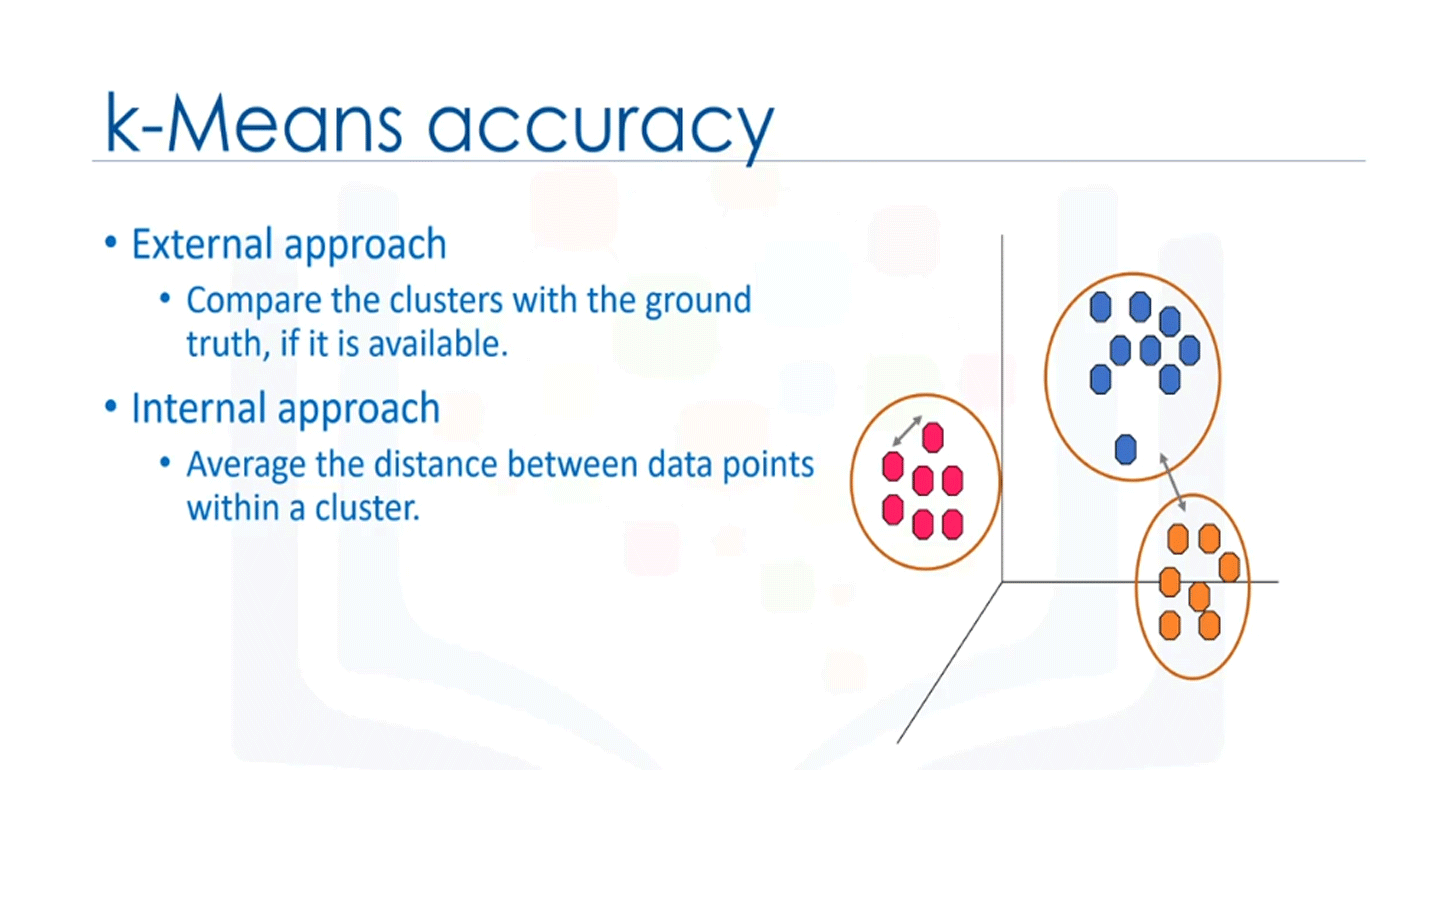 k-Means accuracy
• External approach
• Compare the clusters with the ground
truth, if it is available.
• Internal approach
• Average the distance between data points
within a cluster.